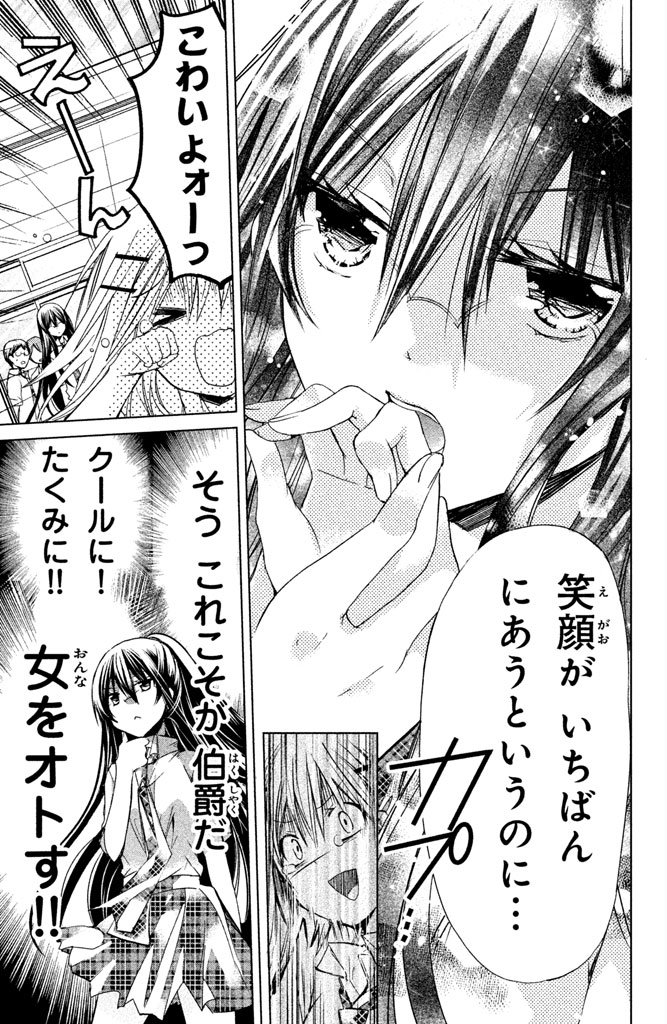 笑顔が いちばん
にあうというのに…
カプ…
こわいよォーっ
えーーん
そう これこそが 伯爵だ
クールに!
たくみに!!
女をオトす!!